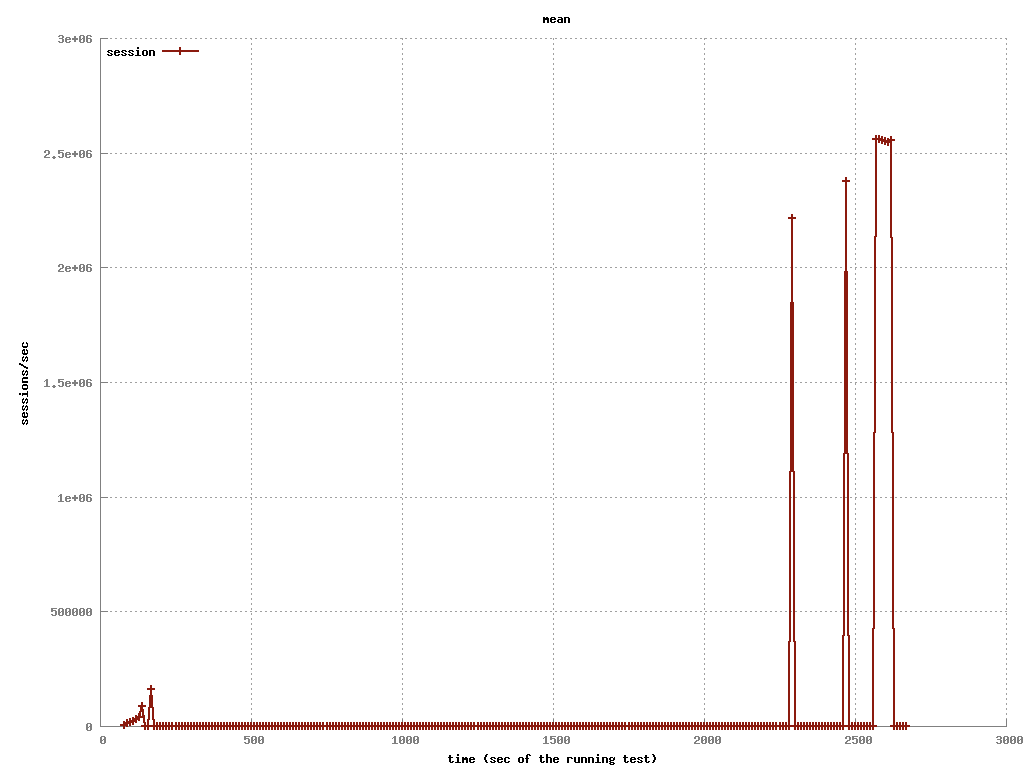 mean
3e+06
session
2.5e+06
2e+06
1.5e+06
1e+06
500000
0
sessions/sec
0 500 1000 1500 2000 2500 3000
time (sec of the running test)